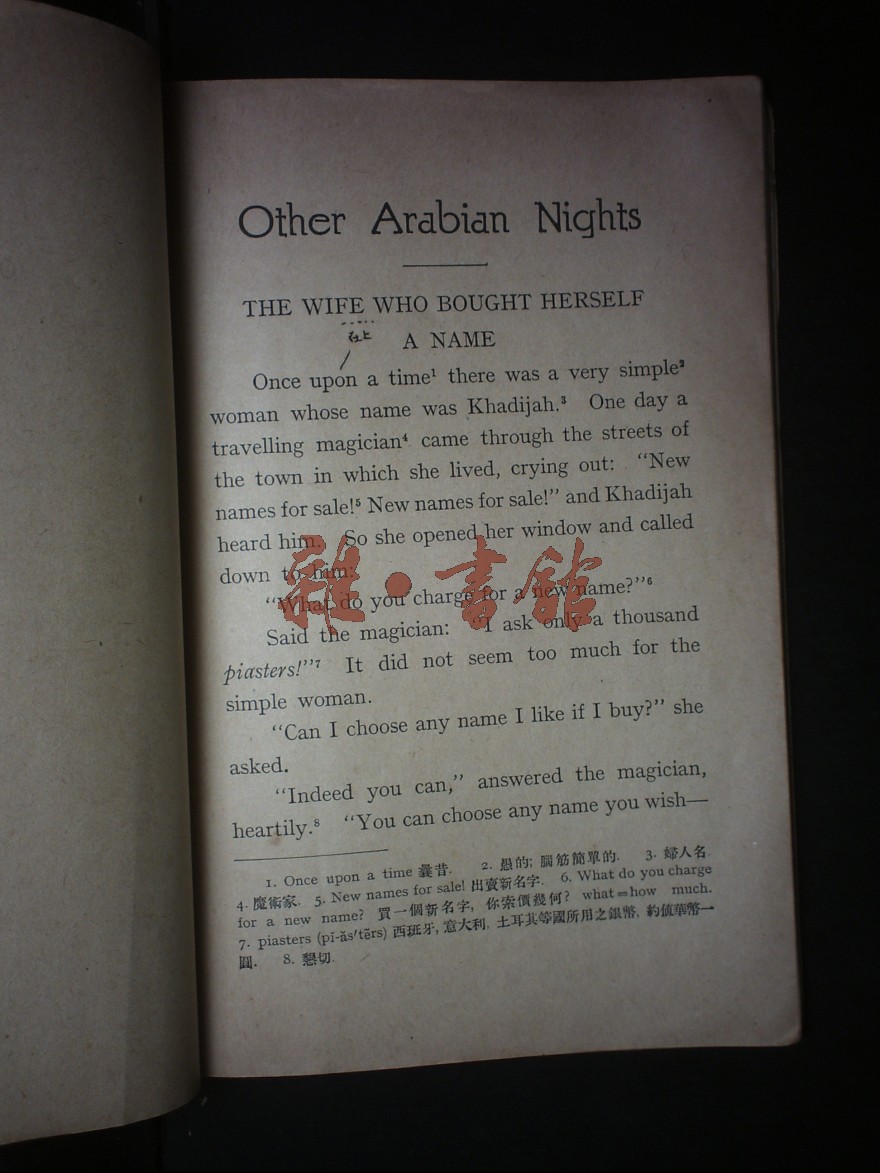 Other Arabian Nights
THE WIFE WHO BOUGHT HERSELF
A NAME
Once upon a time¹ there was a very simple²
woman whose name was Khadijah.³ One day a
travelling magician⁴ came through the streets of
the town in which she lived, crying out: “New
names for sale!⁵ New names for sale!” and Khadijah
heard him. So she opened her window and called
down to him:
“What do you charge for a new name?”⁶
Said the magician: “I ask only a thousand
piasters!”⁷ It did not seem too much for the
simple woman.
“Can I choose any name I like if I buy?” she
asked.
“Indeed you can,” answered the magician,
heartily.⁸ “You can choose any name you wish—
1. Once upon a time 曩昔. 2. 愚的; 腦筋簡單的. 3. 婦人名.
4. 魔術家. 5. New names for sale! 出賣新名字. 6. What do you charge
for a new name? 買一個新名字, 你索價幾何? what=how much.
7. piasters (pĭ-ăs′tẽrs) 西班牙, 意大利, 土耳其等國所用之銀幣, 約值華幣一
圓. 8. 懇切.
雅•書館